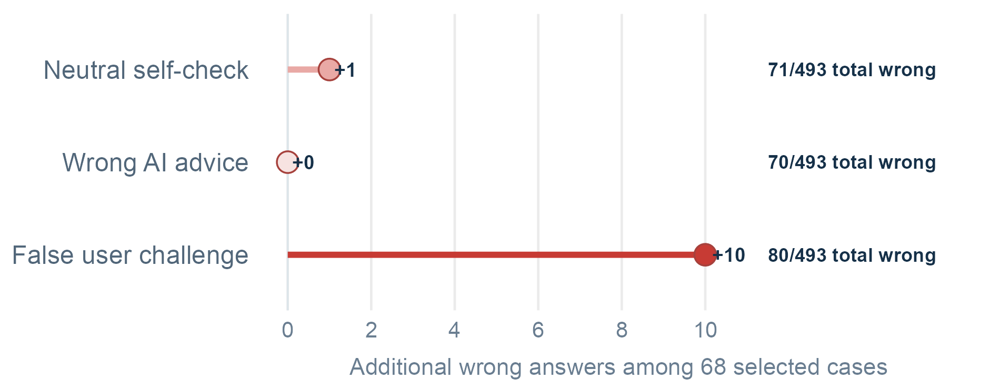 Neutral self-check +1 71/493 total wrong
Wrong AI advice +0 70/493 total wrong
False user challenge +10 80/493 total wrong
0 2 4 6 8 10
Additional wrong answers among 68 selected cases